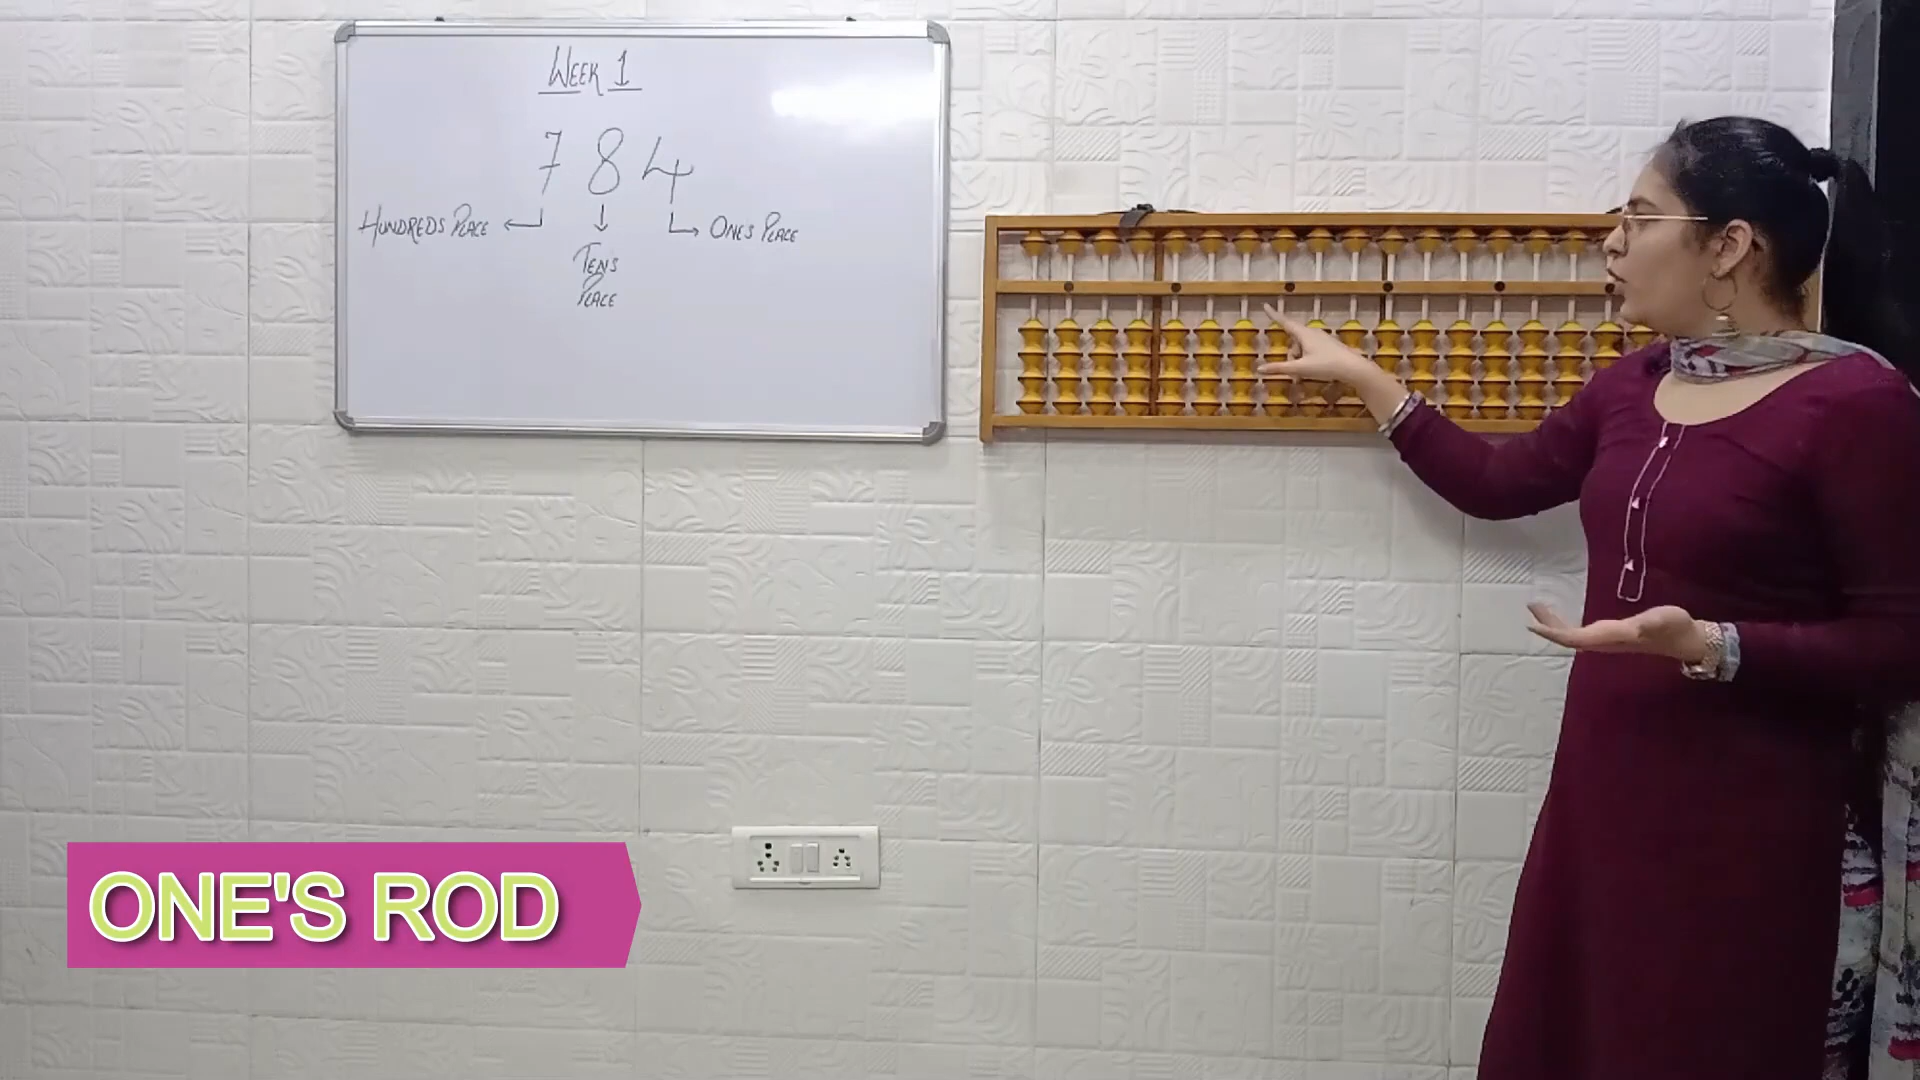 WEEK 1
7 8 4
HUNDREDS PLACE
ONES PLACE
TENS
PLACE
ONE'S ROD